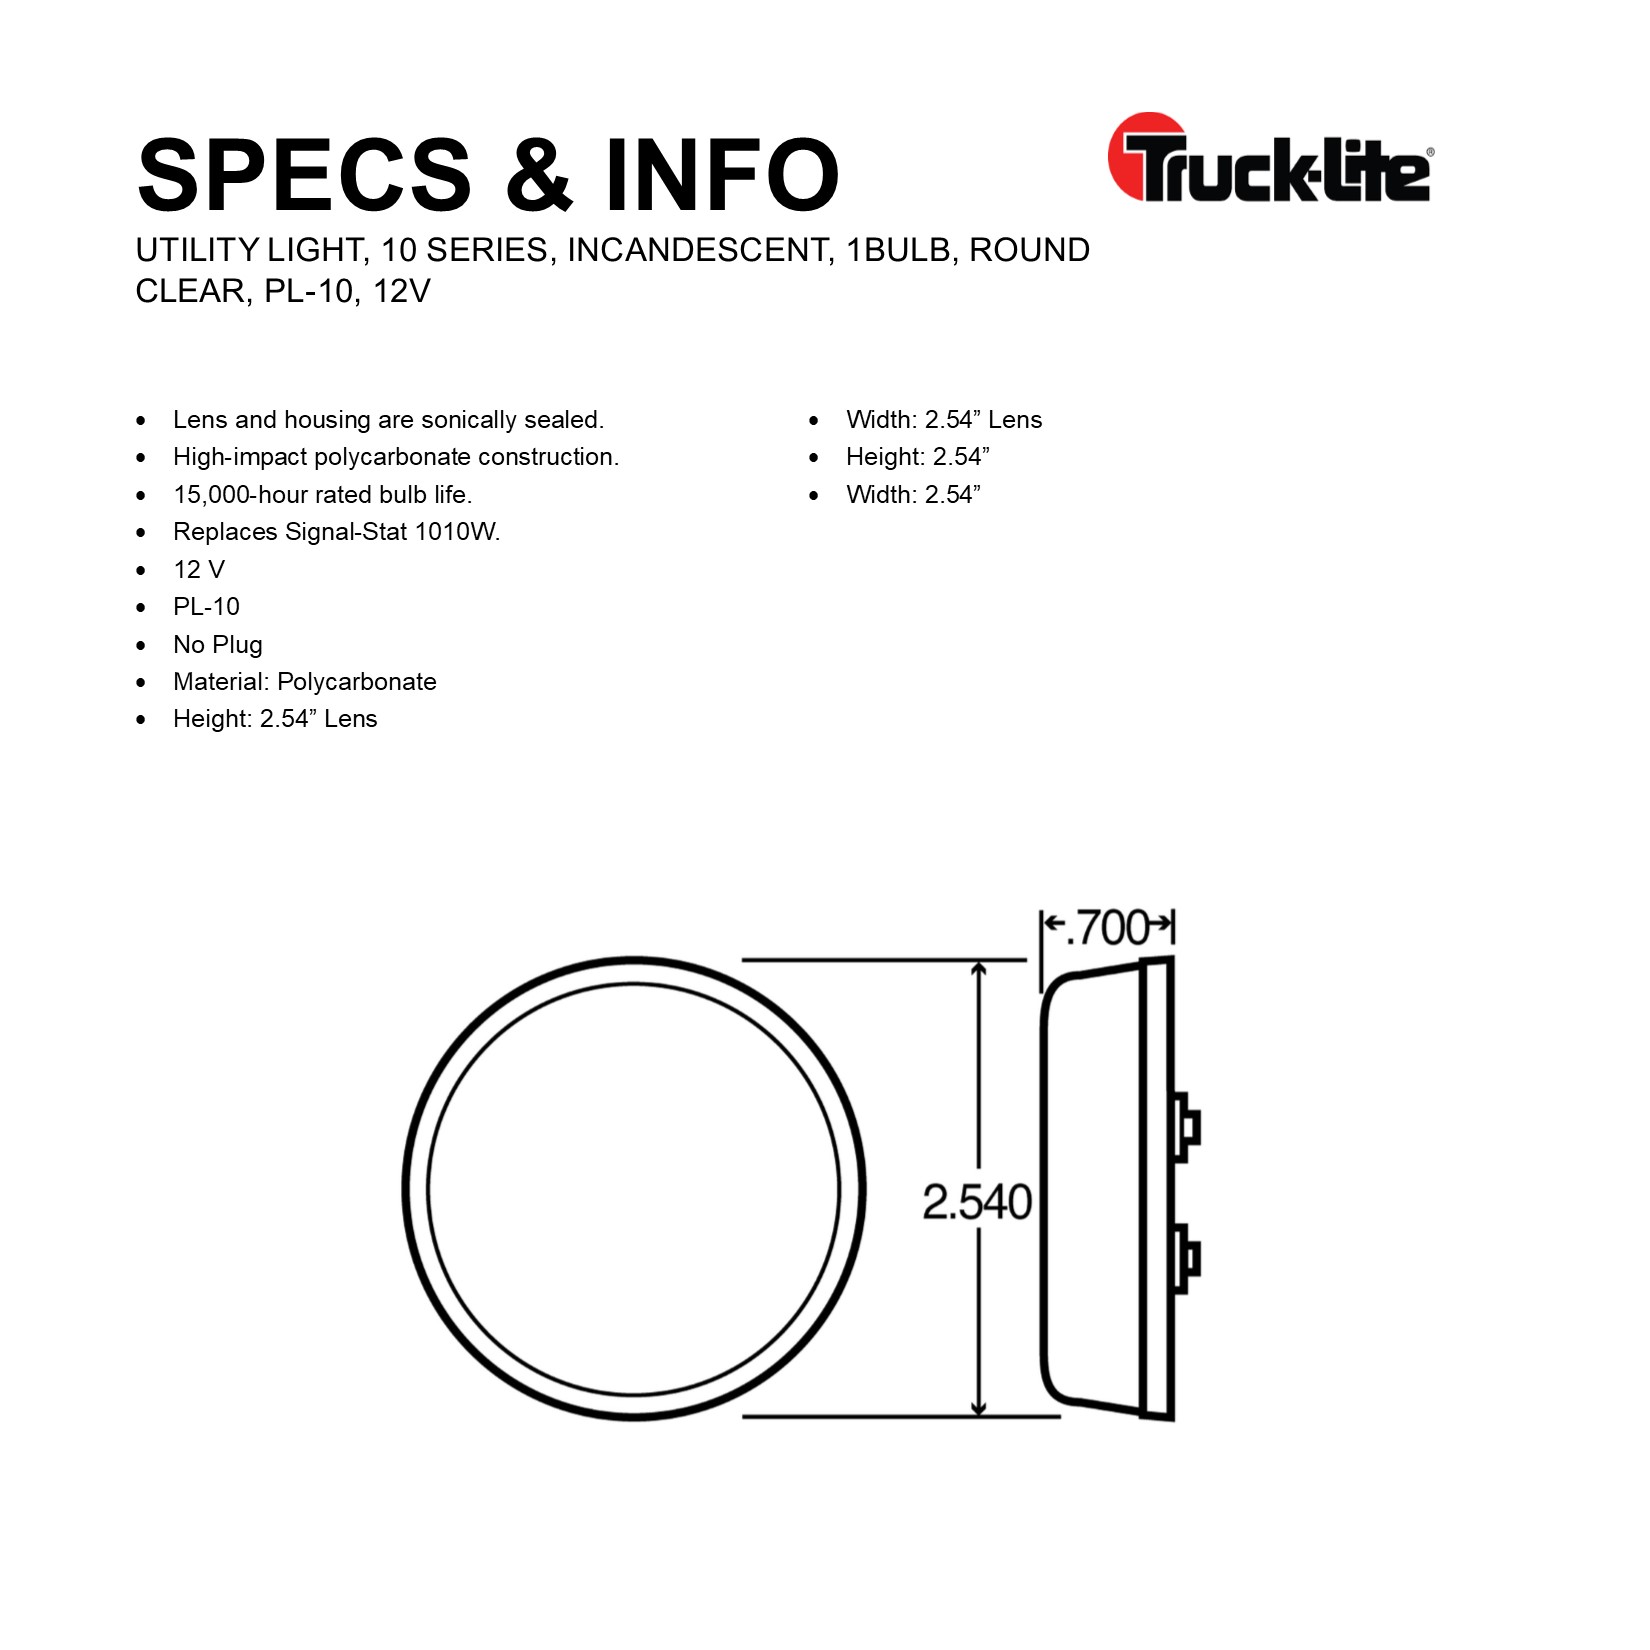 SPECS & INFO
Truck-Lite®
UTILITY LIGHT, 10 SERIES, INCANDESCENT, 1BULB, ROUND
CLEAR, PL-10, 12V
• Lens and housing are sonically sealed.
• High-impact polycarbonate construction.
• 15,000-hour rated bulb life.
• Replaces Signal-Stat 1010W.
• 12 V
• PL-10
• No Plug
• Material: Polycarbonate
• Height: 2.54” Lens
• Width: 2.54” Lens
• Height: 2.54”
• Width: 2.54”
.700
2.540